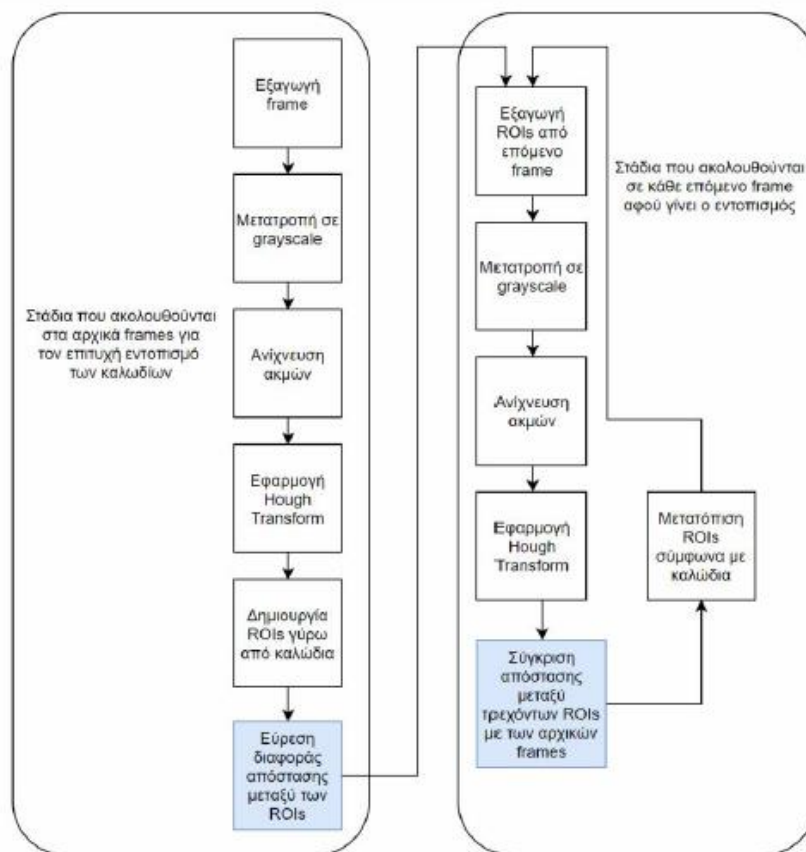 Εξαγωγή
frame
Μετατροπή σε
grayscale
Στάδια που ακολουθούνται
στα αρχικά frames για
τον επιτυχή εντοπισμό
των καλωδίων
Ανίχνευση
ακμών
Εφαρμογή
Hough
Transform
Δημιουργία
ROIs γύρω
από καλώδια
Εύρεση
διαφοράς
απόστασης
μεταξύ των
ROIs
Εξαγωγή
ROIs από
επόμενο
frame
Στάδια που ακολουθούνται
σε κάθε επόμενο frame
αφού γίνει ο εντοπισμός
Μετατροπή σε
grayscale
Ανίχνευση
ακμών
Εφαρμογή
Hough
Transform
Μετατόπιση
ROIs
σύμφωνα με
καλώδια
Σύγκριση
απόστασης
μεταξύ
τρεχόντων ROIs
με των αρχικών
frames